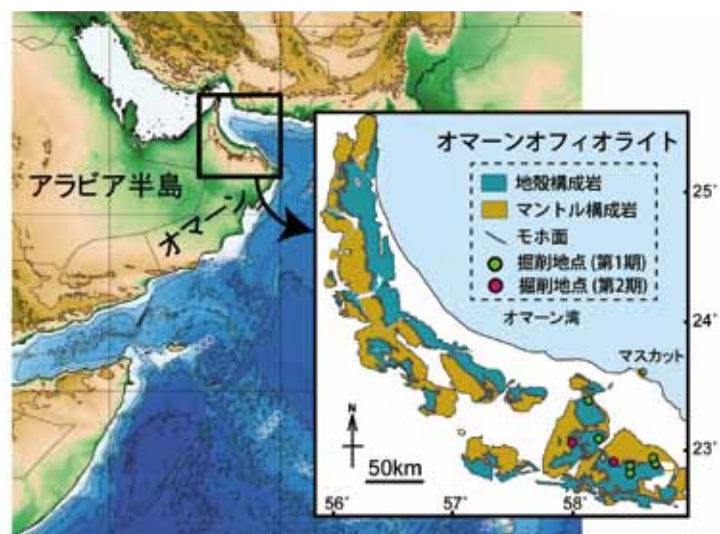 アラビア半島
オマーン
オマーンオフィオライト
地殻構成岩
マントル構成岩
モホ面
掘削地点 (第1期)
掘削地点 (第2期)
オマーン湾
マスカット
25°
24°
23°
N
50km
56°
57°
58°